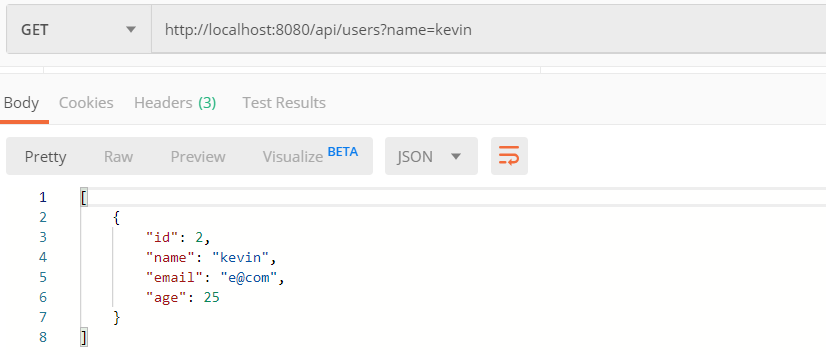 GET http://localhost:8080/api/users?name=kevin
Body Cookies Headers (3) Test Results
Pretty Raw Preview Visualize BETA JSON
1 [
2 {
3 "id": 2,
4 "name": "kevin",
5 "email": "e@com",
6 "age": 25
7 }
8 ]